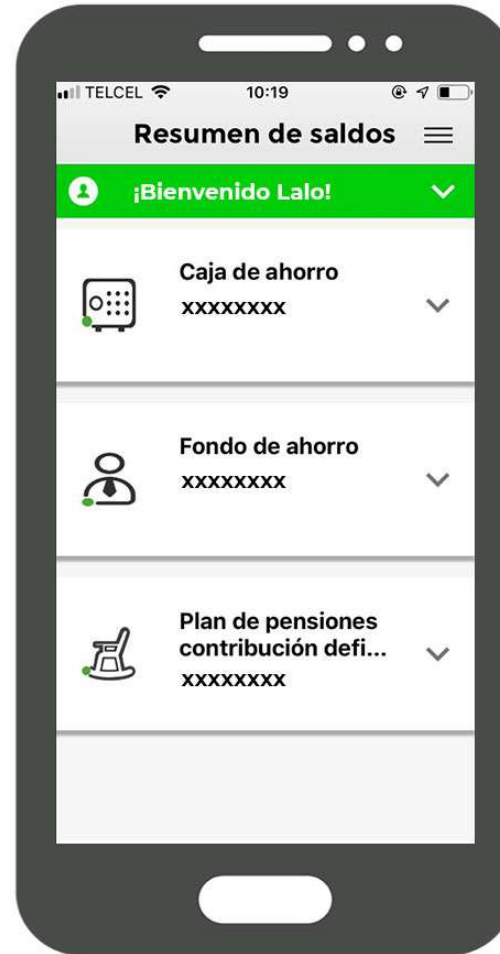 TELCEL 10:19
Resumen de saldos
¡Bienvenido Lalo!
Caja de ahorro
xxxxxxxx
Fondo de ahorro
xxxxxxxx
Plan de pensiones
contribución defi...
xxxxxxxx